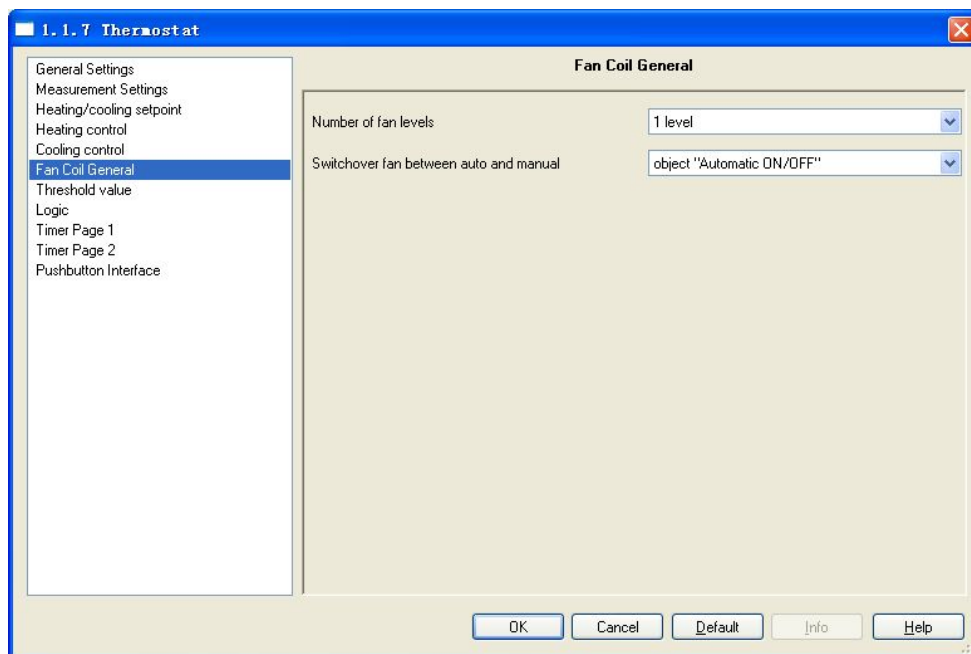 1.1.7 Thermostat
General Settings
Measurement Settings
Heating/cooling setpoint
Heating control
Cooling control
Fan Coil General
Threshold value
Logic
Timer Page 1
Timer Page 2
Pushbutton Interface
Fan Coil General
Number of fan levels 1 level
Switchover fan between auto and manual object "Automatic ON/OFF"
OK Cancel Default Info Help